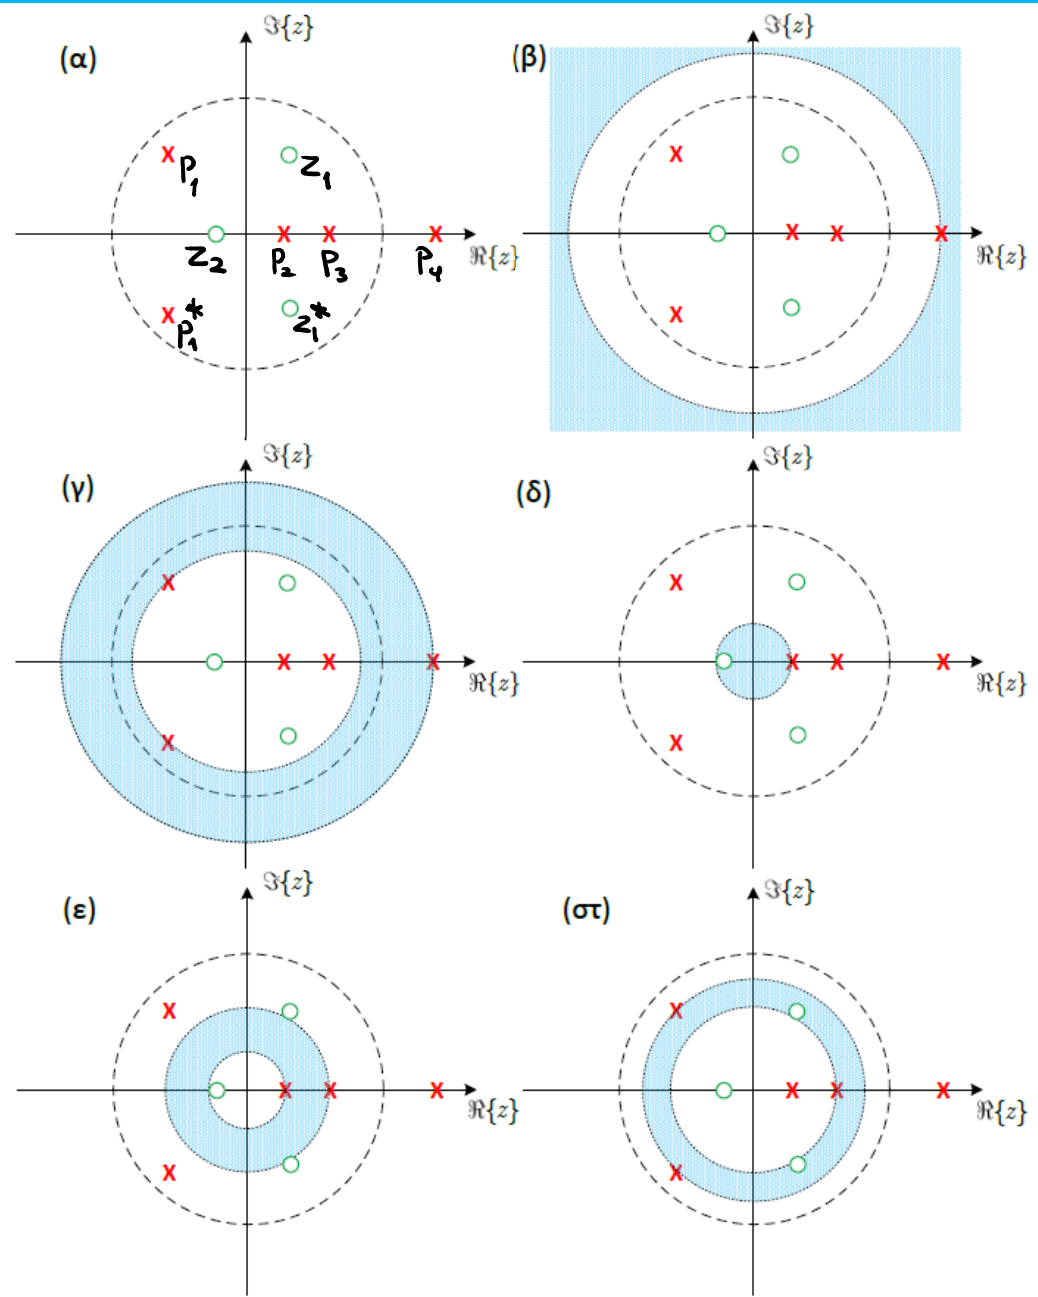 (α)
ℑ{z}
P₁
Z₁
Z₂
P₂
P₃
P₄
ℜ{z}
P₁*
Z₁*
(β)
ℑ{z}
ℜ{z}
(γ)
ℑ{z}
ℜ{z}
(δ)
ℑ{z}
ℜ{z}
(ε)
ℑ{z}
ℜ{z}
(στ)
ℑ{z}
ℜ{z}